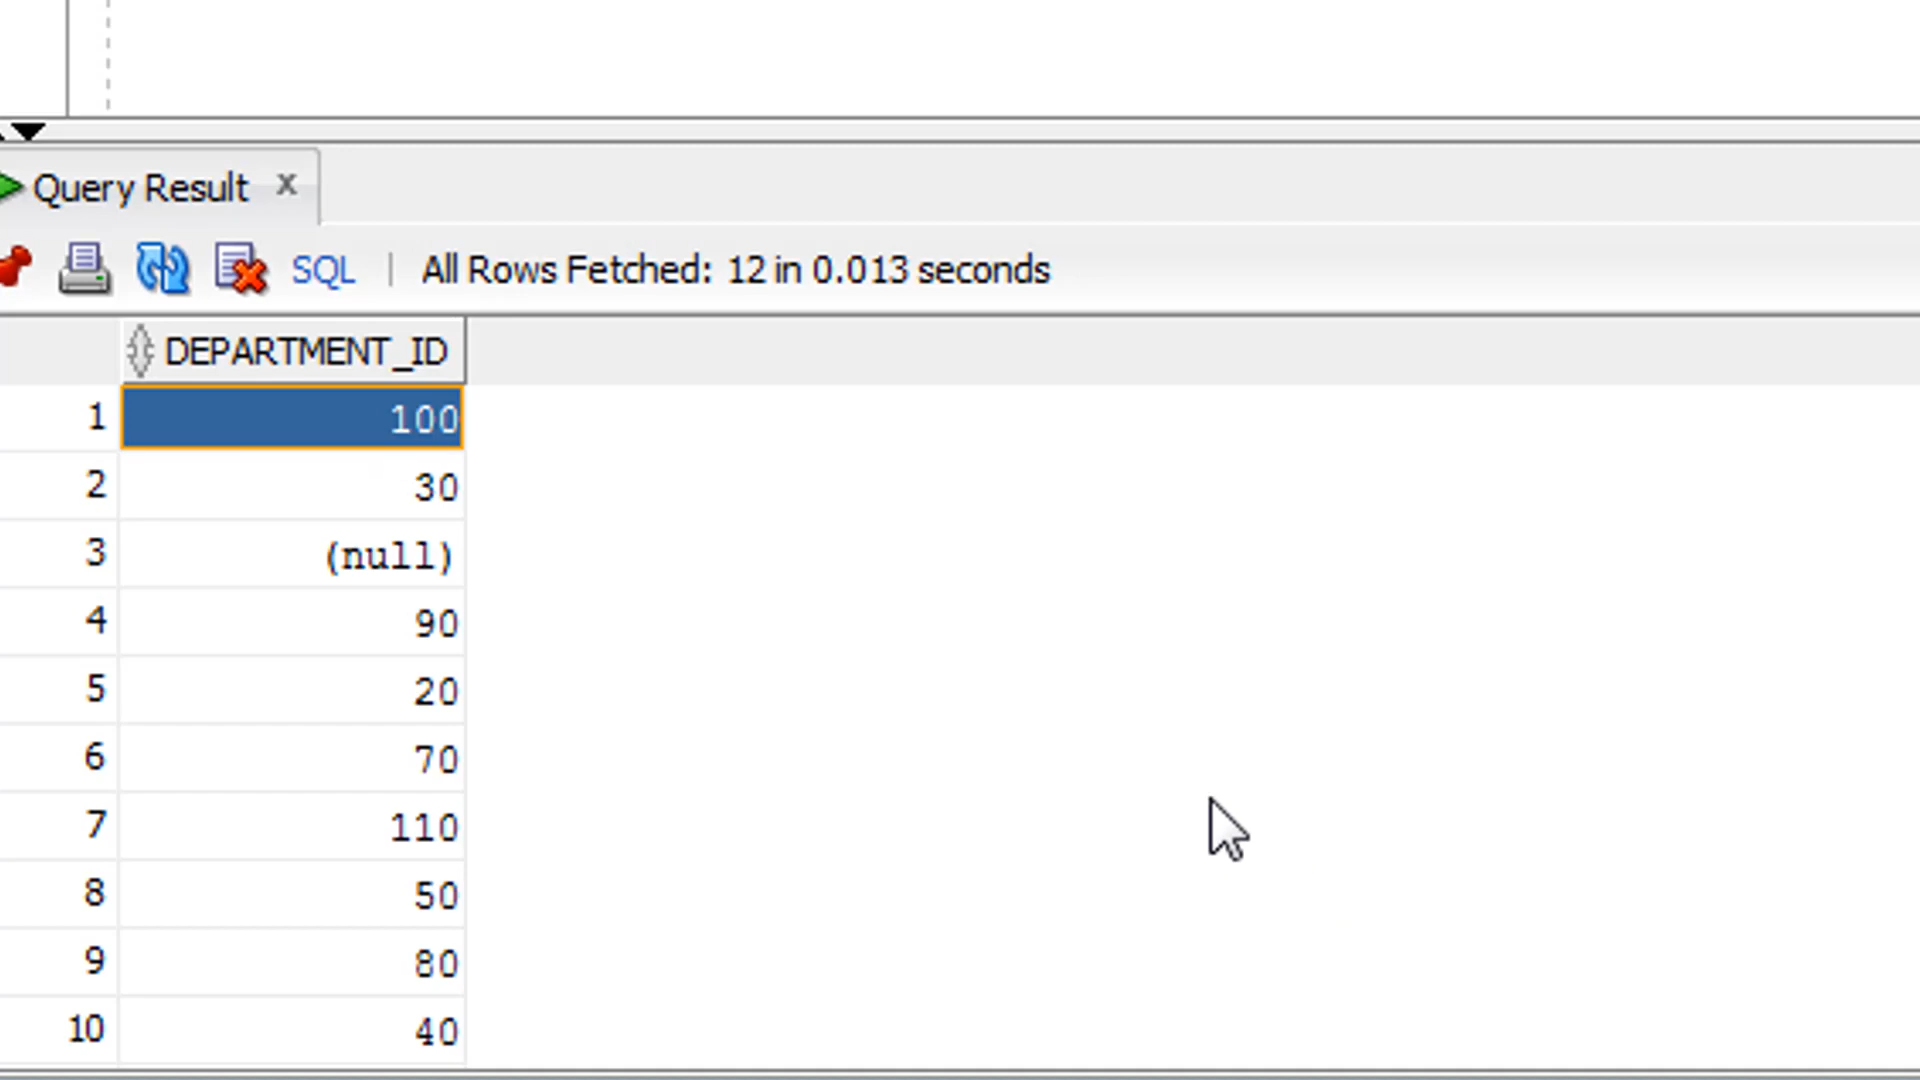 Query Result x
SQL | All Rows Fetched: 12 in 0.013 seconds
DEPARTMENT_ID
1 100
2 30
3 (null)
4 90
5 20
6 70
7 110
8 50
9 80
10 40